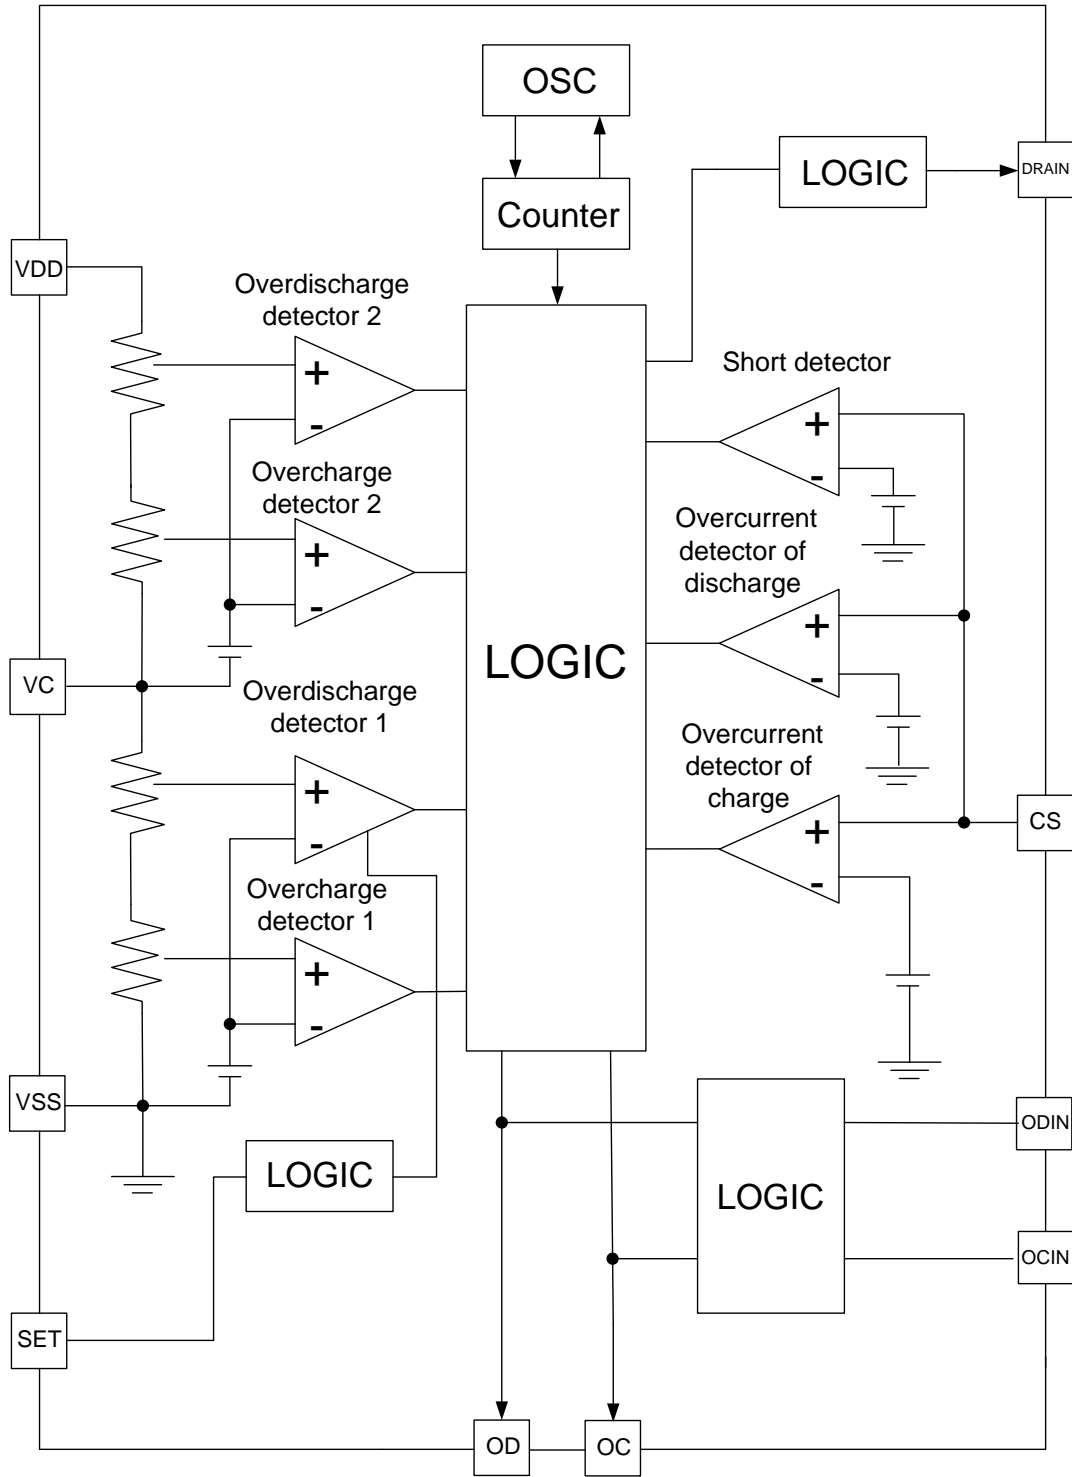 OSC
LOGIC
DRAIN
Counter
VDD
Overdischarge
detector 2
+
-
Short detector
+
-
Overcharge
detector 2
+
-
Overcurrent
detector of
discharge
+
-
LOGIC
VC
Overdischarge
detector 1
+
-
Overcurrent
detector of
charge
+
-
CS
Overcharge
detector 1
+
-
VSS
ODIN
LOGIC
LOGIC
OCIN
SET
OD
OC